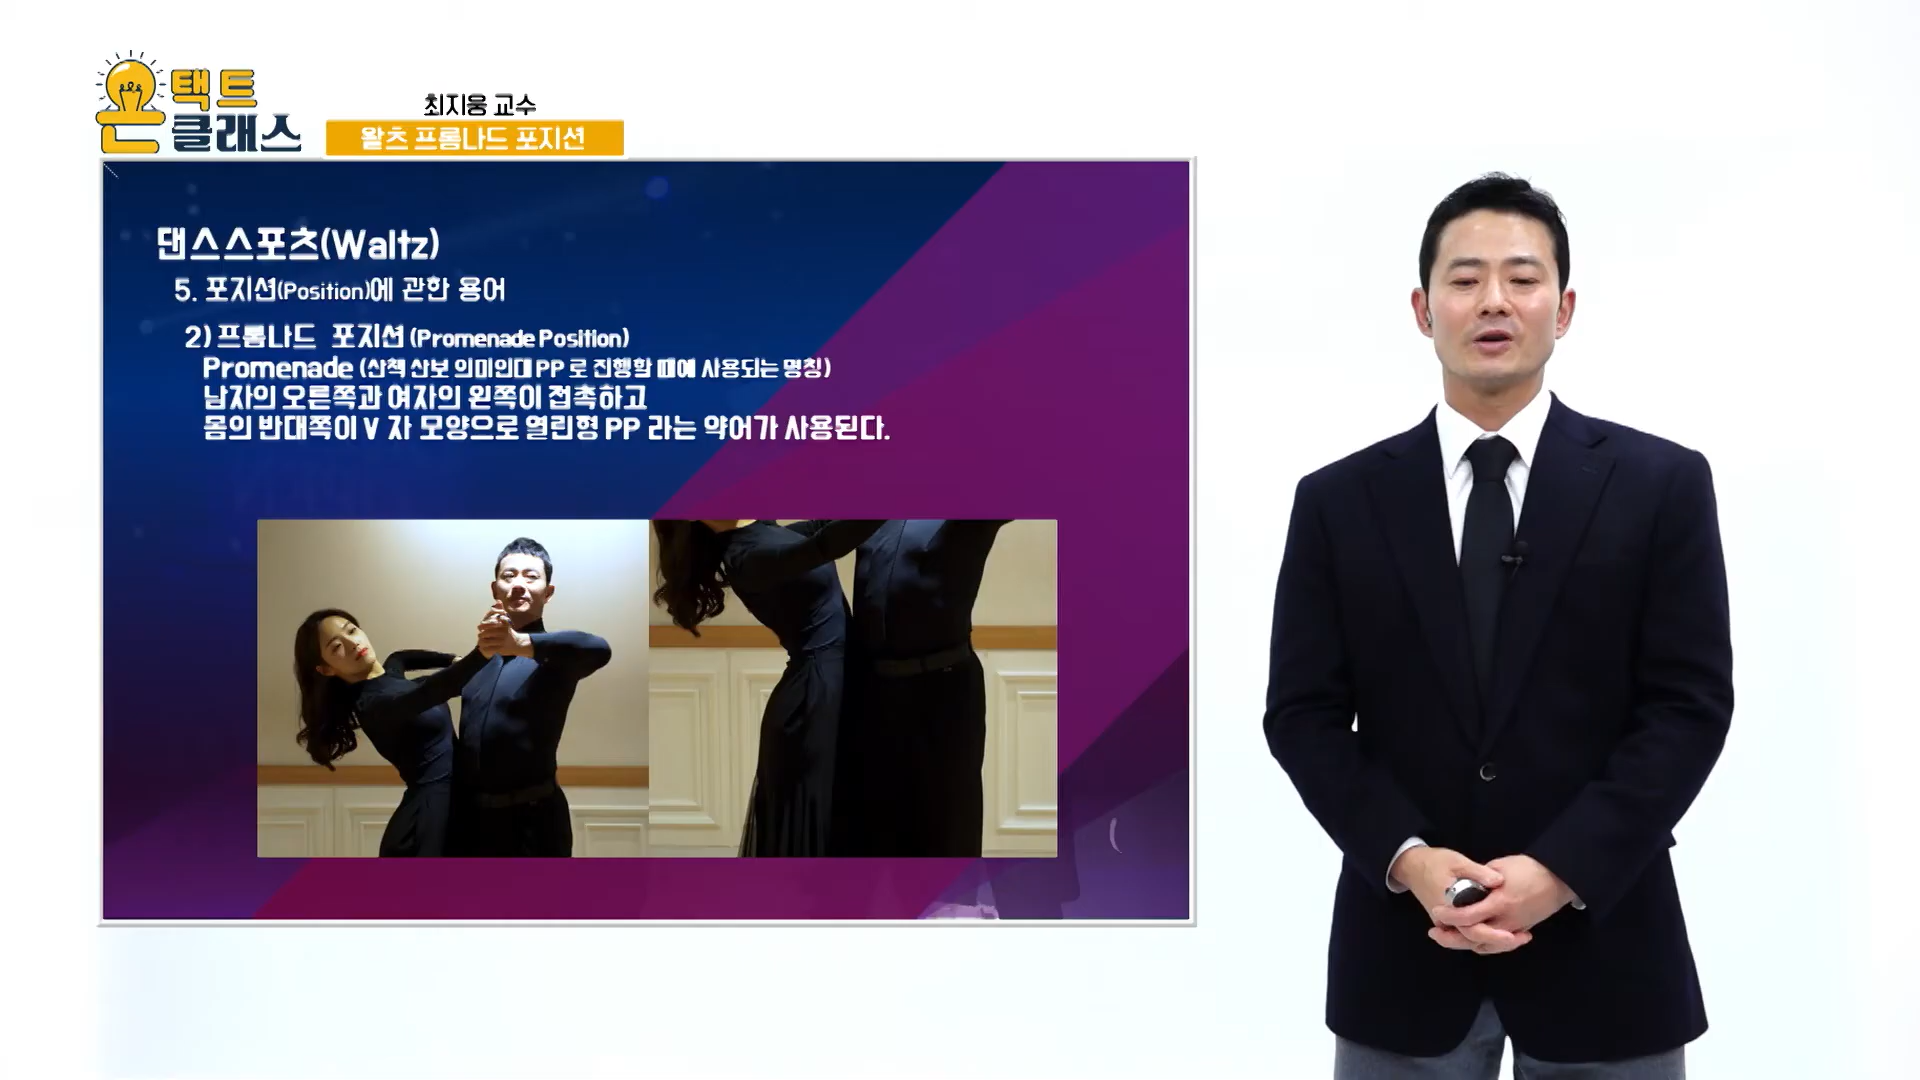 온택트
클래스
최지웅 교수
왈츠 프롬나드 포지션
댄스스포츠(Waltz)
5. 포지션(Position)에 관한 용어
2) 프롬나드 포지션 (Promenade Position)
Promenade (산책 산보 의미인데 PP 로 진행할 때에 사용되는 명칭)
남자의 오른쪽과 여자의 왼쪽이 접촉하고
몸의 반대쪽이 V 자 모양으로 열린형 PP 라는 약어가 사용된다.